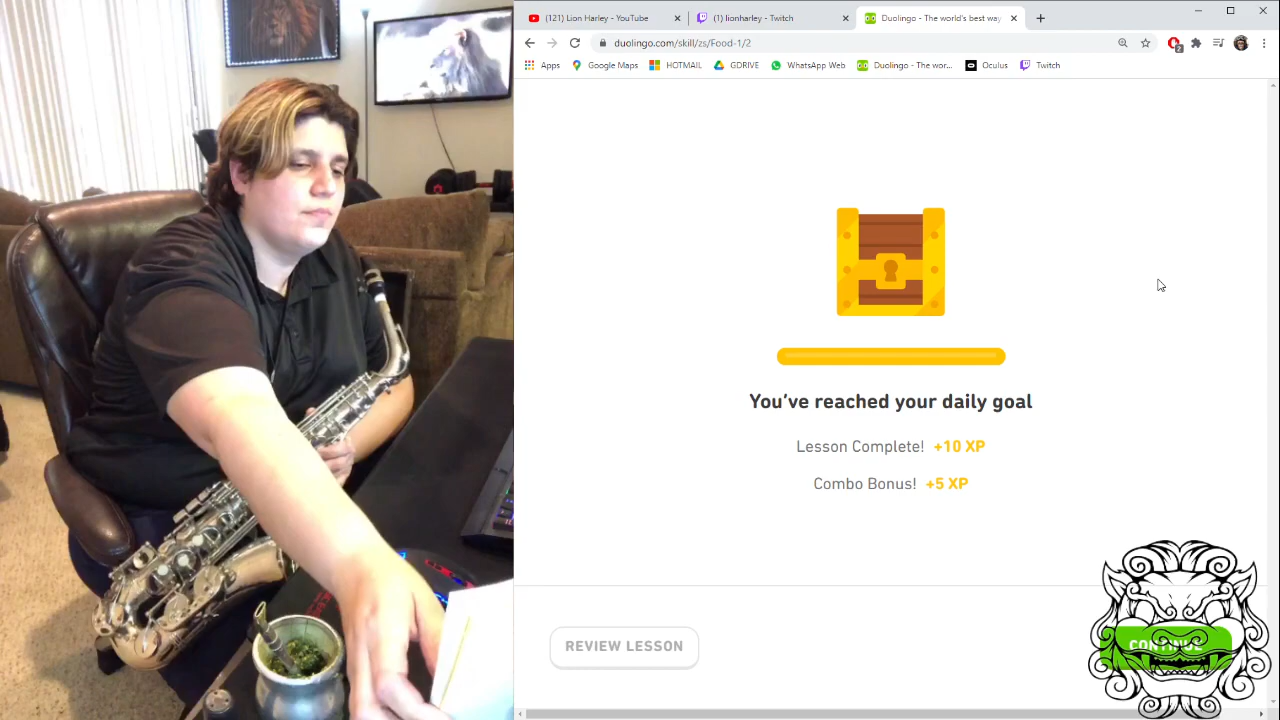 (121) Lion Harley - YouTube
(1) lionharley - Twitch
Duolingo - The world's best way
duolingo.com/skill/zs/Food-1/2
Apps
Google Maps
HOTMAIL
GDRIVE
WhatsApp Web
Duolingo - The wor...
Oculus
Twitch
You've reached your daily goal
Lesson Complete! +10 XP
Combo Bonus! +5 XP
REVIEW LESSON
CONTINUE